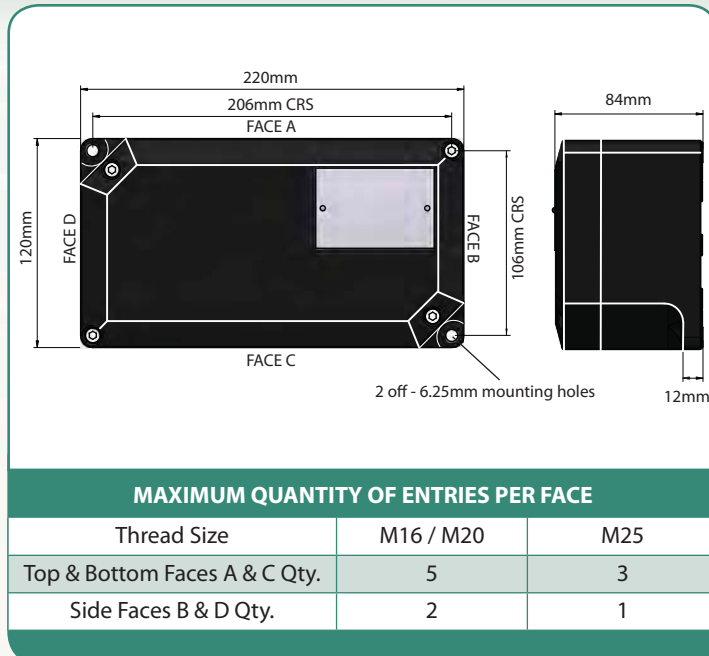 220mm
206mm CRS
FACE A
84mm
120mm
FACE D
FACE B
106mm CRS
FACE C
2 off - 6.25mm mounting holes
12mm
MAXIMUM QUANTITY OF ENTRIES PER FACE
Thread Size M16 / M20 M25
Top & Bottom Faces A & C Qty. 5 3
Side Faces B & D Qty. 2 1